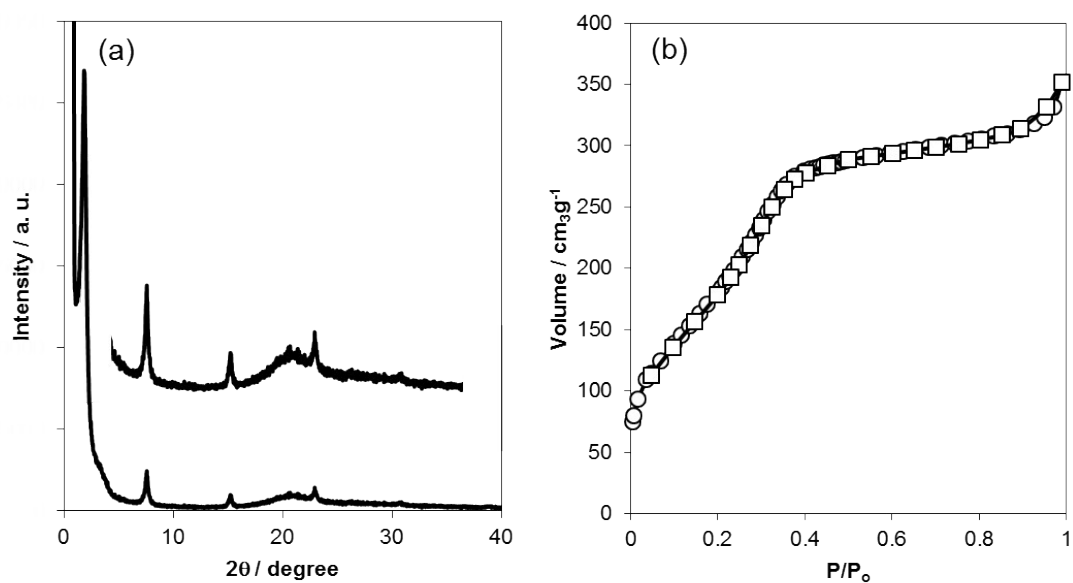 (a)
Intensity / a. u.
0 10 20 30 40
2θ / degree
(b)
Volume / cm₃g⁻¹
400
350
300
250
200
150
100
50
0
0 0.2 0.4 0.6 0.8 1
P/Pₒ